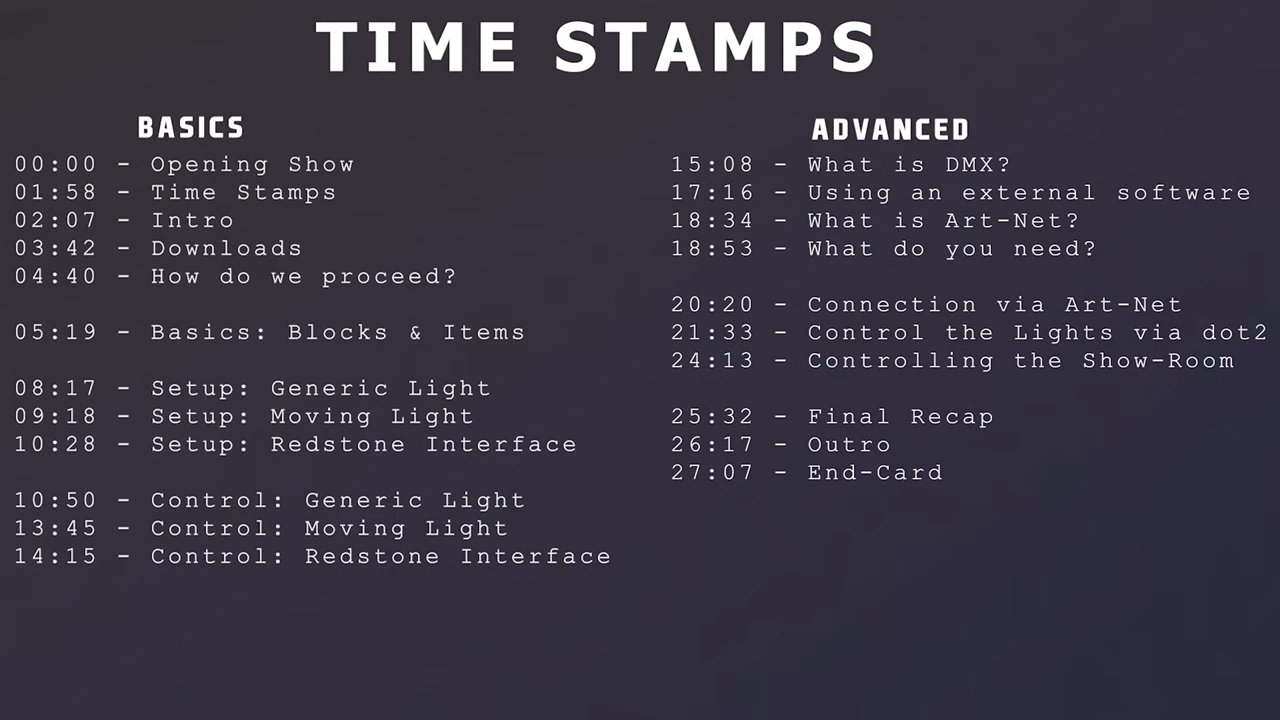 TIME STAMPS
BASICS
00:00 - Opening Show
01:58 - Time Stamps
02:07 - Intro
03:42 - Downloads
04:40 - How do we proceed?
05:19 - Basics: Blocks & Items
08:17 - Setup: Generic Light
09:18 - Setup: Moving Light
10:28 - Setup: Redstone Interface
10:50 - Control: Generic Light
13:45 - Control: Moving Light
14:15 - Control: Redstone Interface
ADVANCED
15:08 - What is DMX?
17:16 - Using an external software
18:34 - What is Art-Net?
18:53 - What do you need?
20:20 - Connection via Art-Net
21:33 - Control the Lights via dot2
24:13 - Controlling the Show-Room
25:32 - Final Recap
26:17 - Outro
27:07 - End-Card